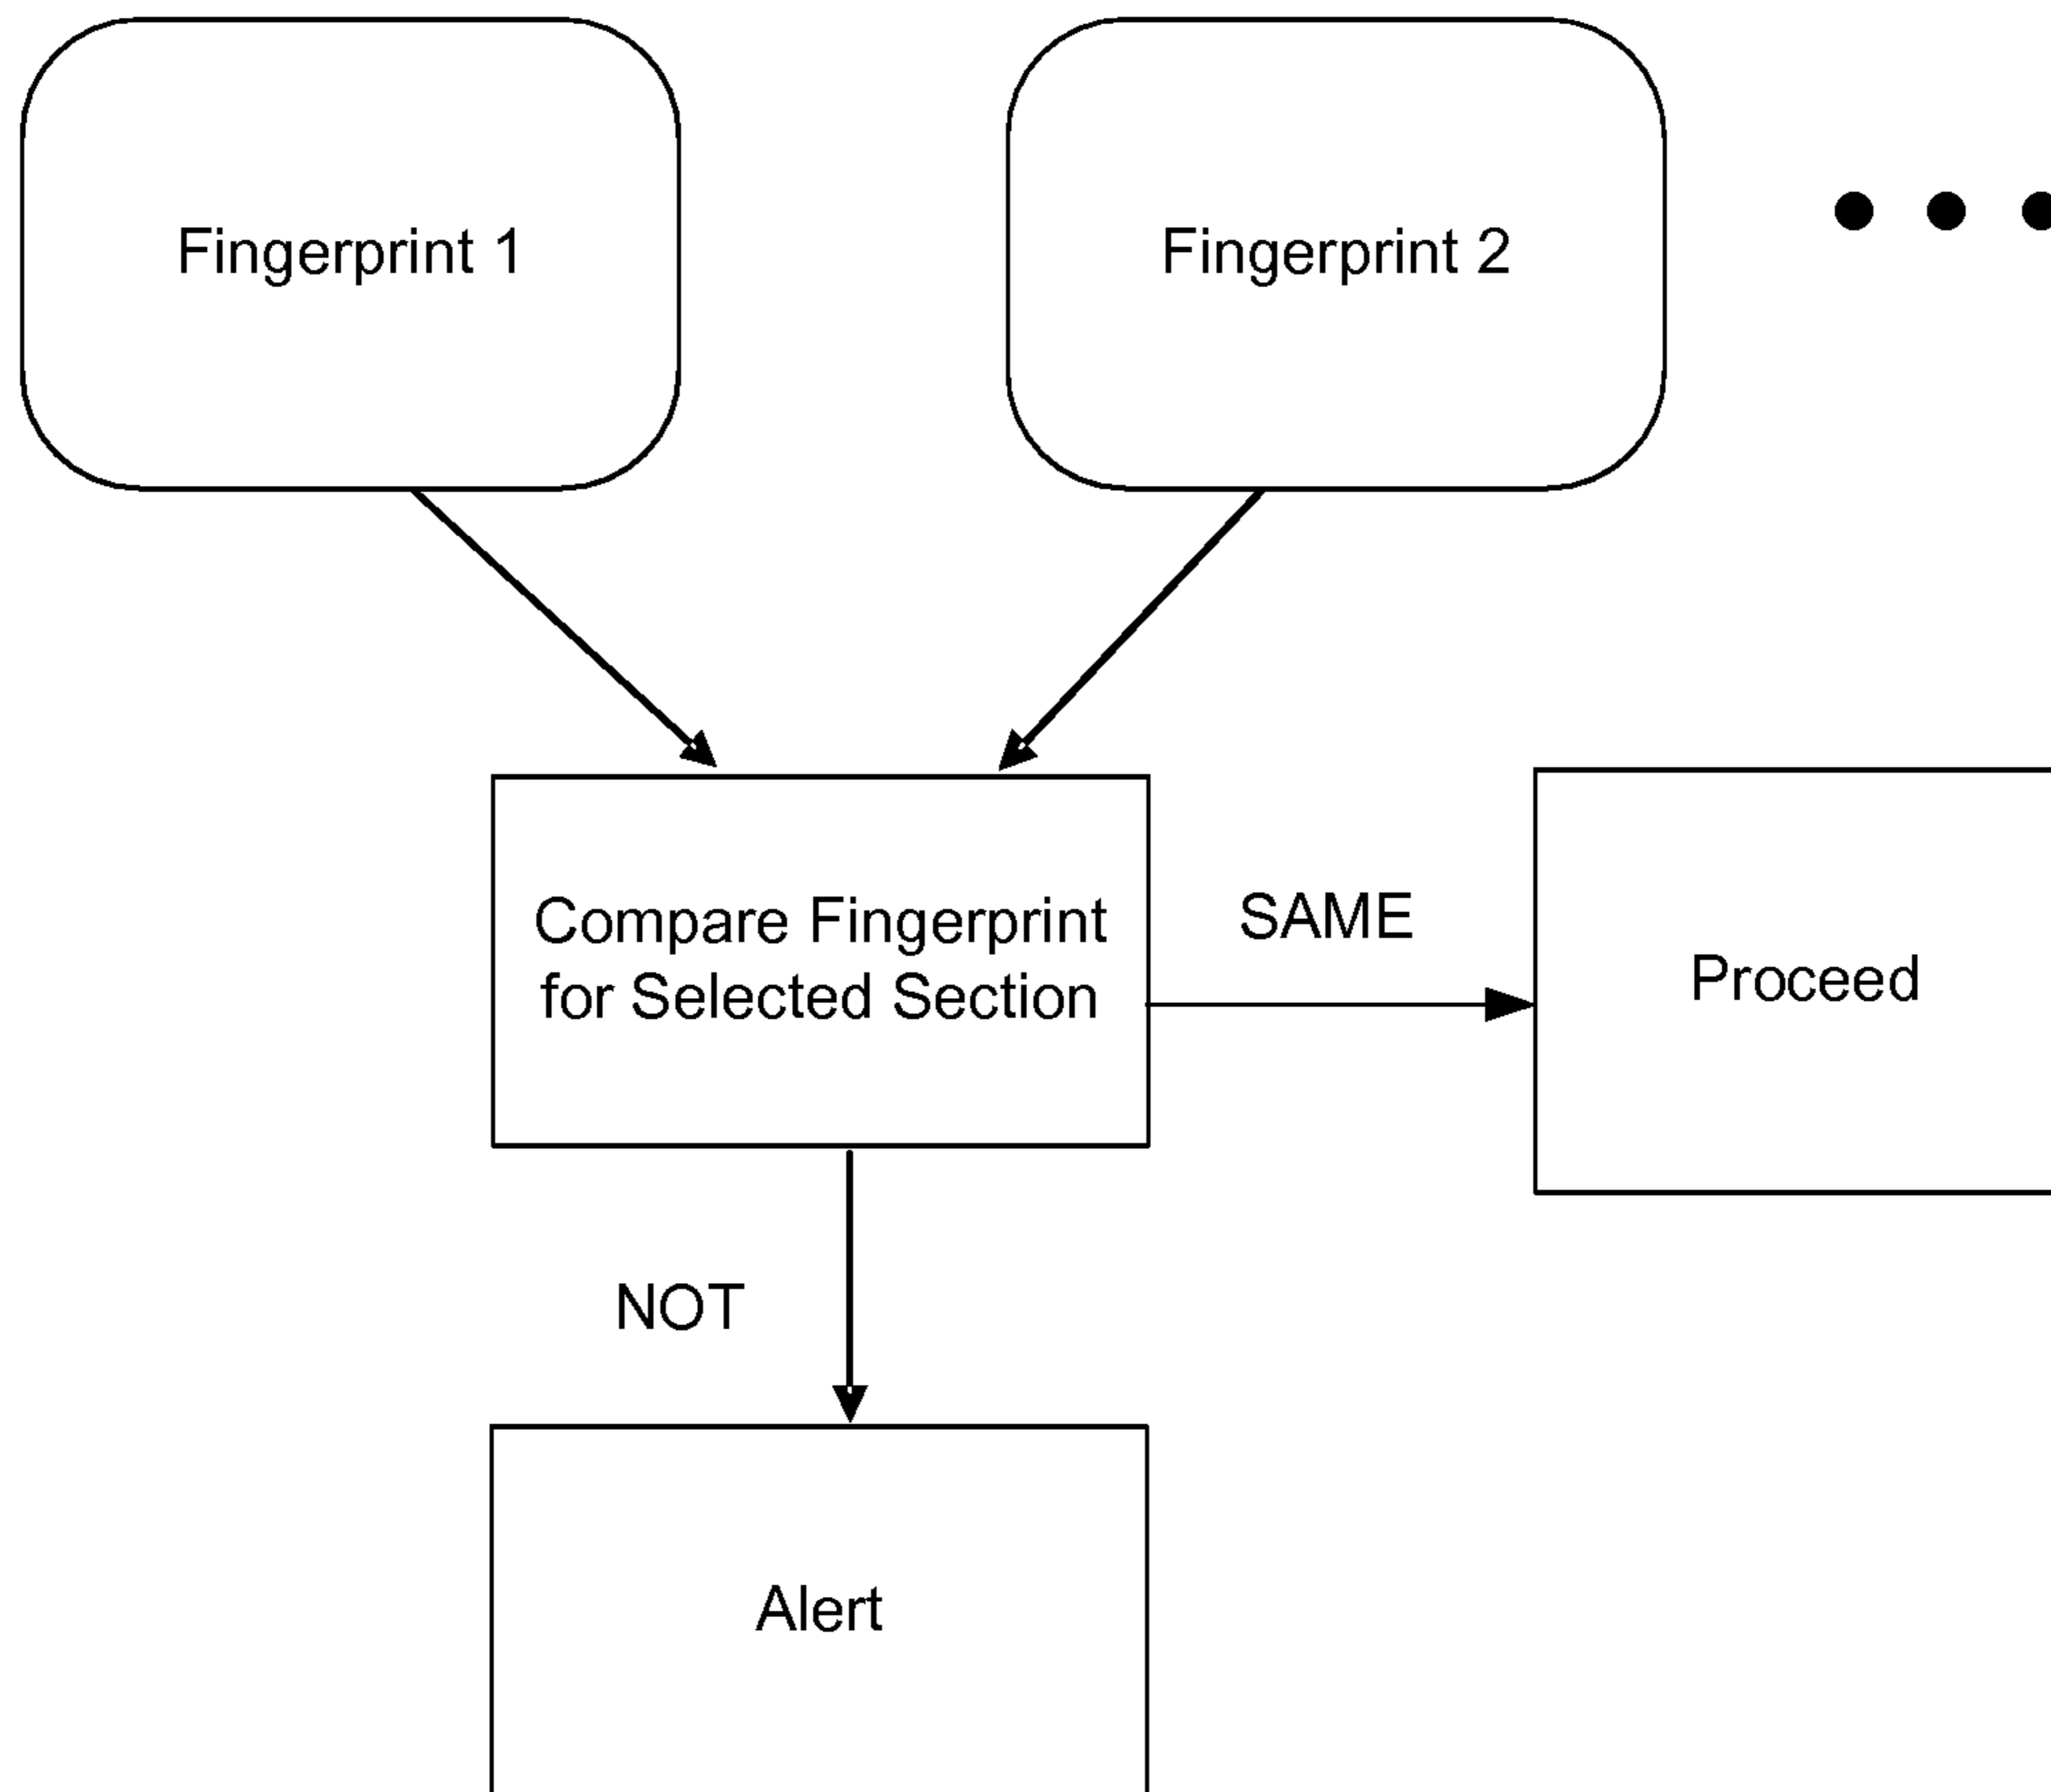 Fingerprint 1
Fingerprint 2
Compare Fingerprint
for Selected Section
SAME
Proceed
NOT
Alert